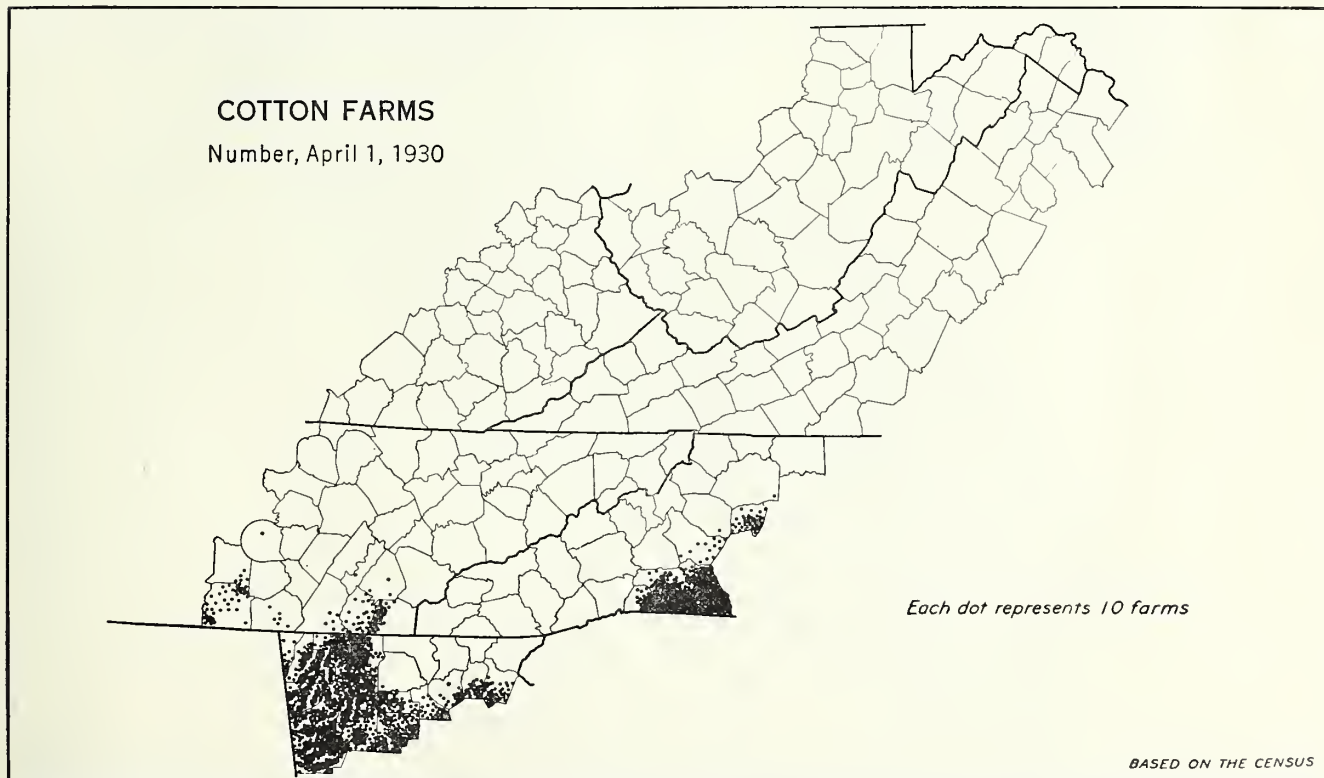 COTTON FARMS
Number, April 1, 1930
Each dot represents 10 farms
BASED ON THE CENSUS